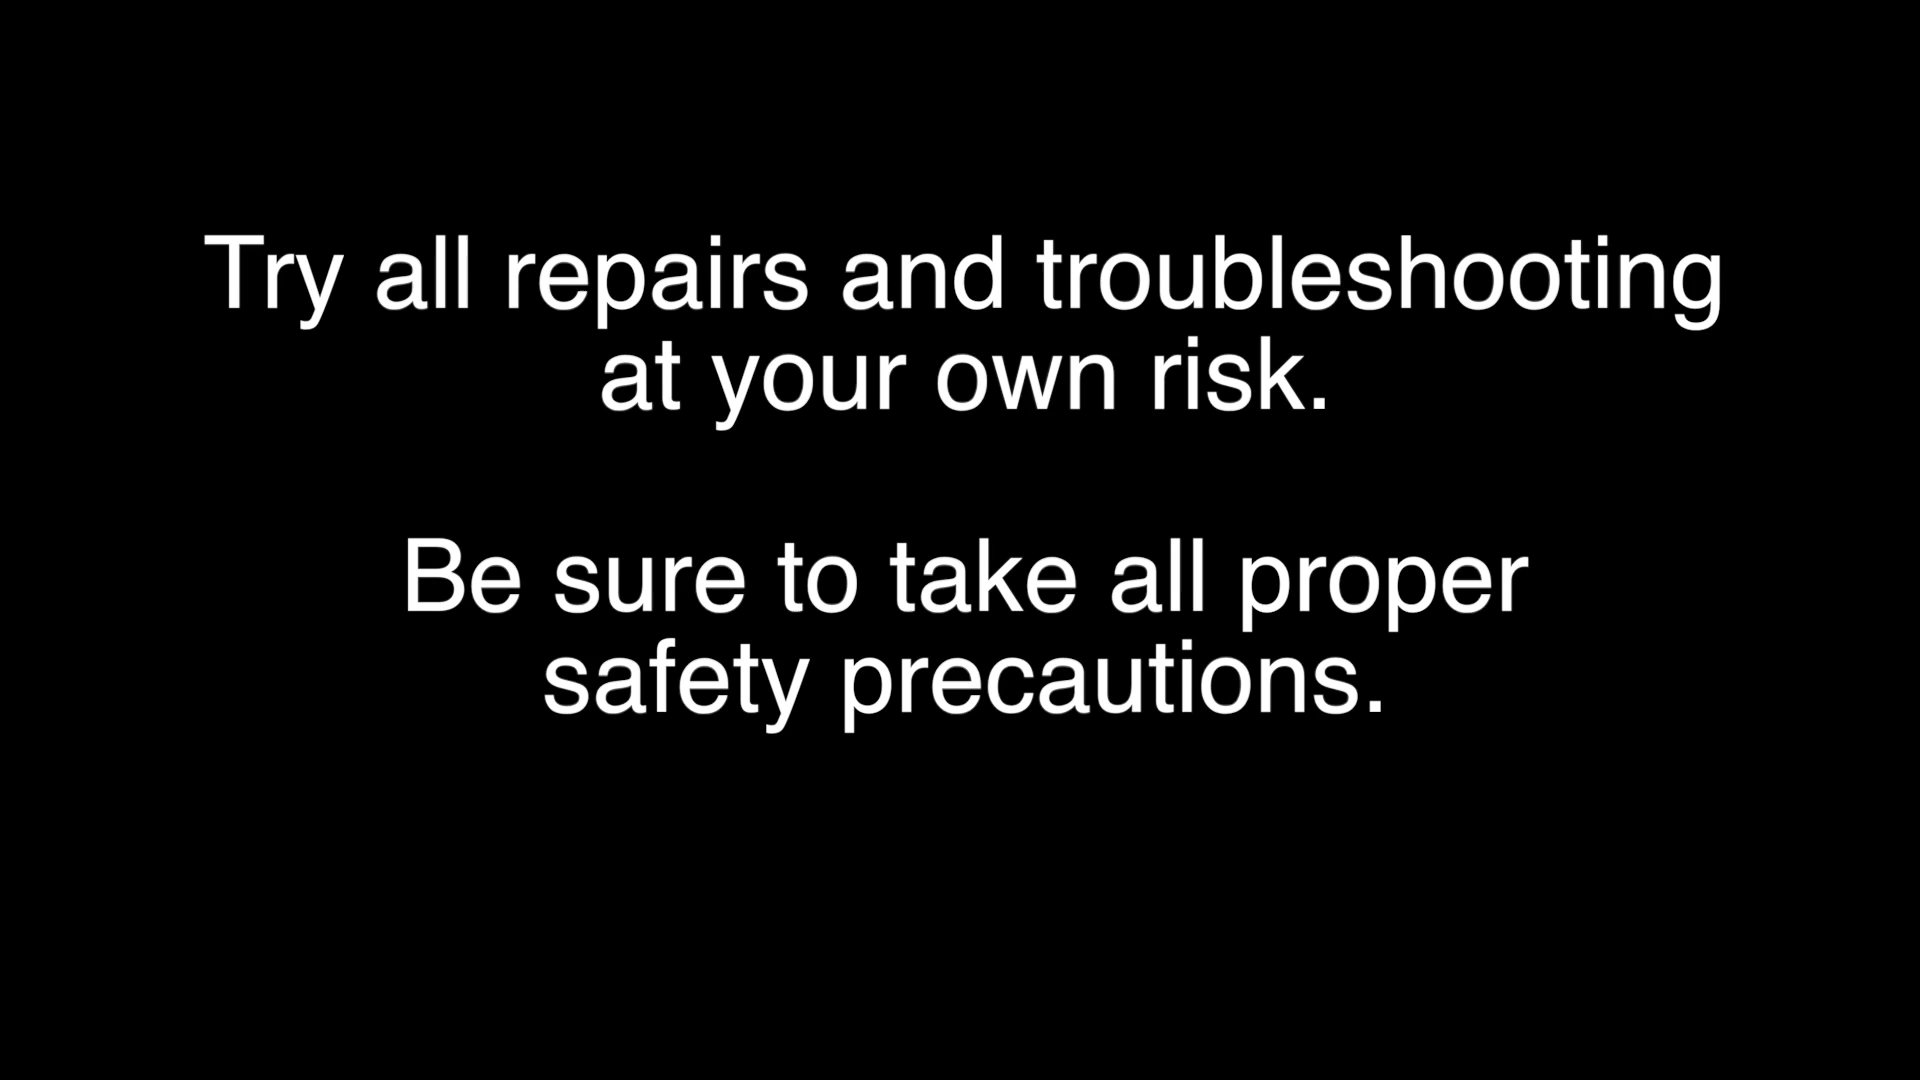 Try all repairs and troubleshooting
at your own risk.
Be sure to take all proper
safety precautions.